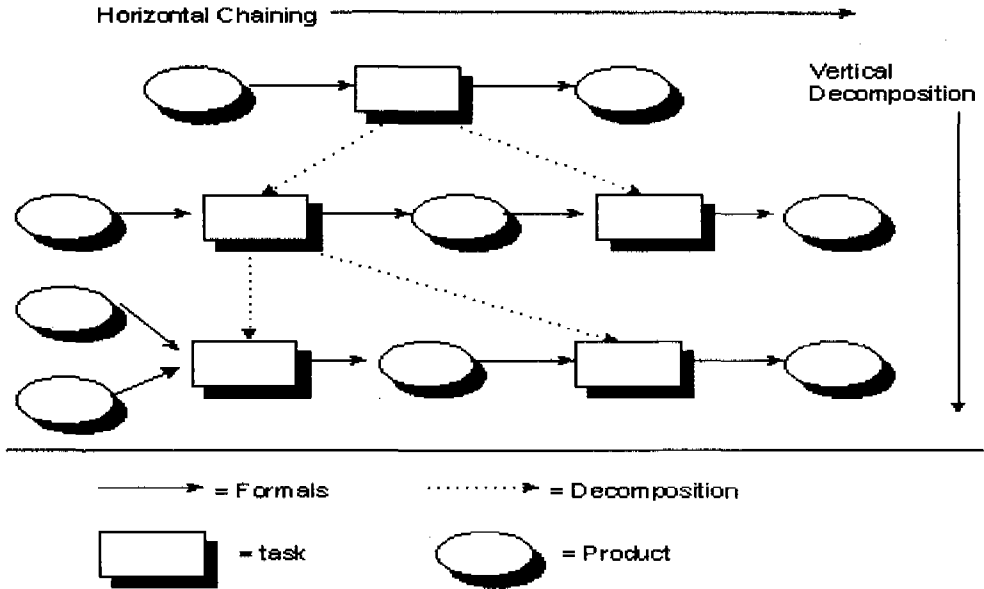 Horizontal Chaining
Vertical
Decomposition
= Formals
= Decomposition
= task
= Product